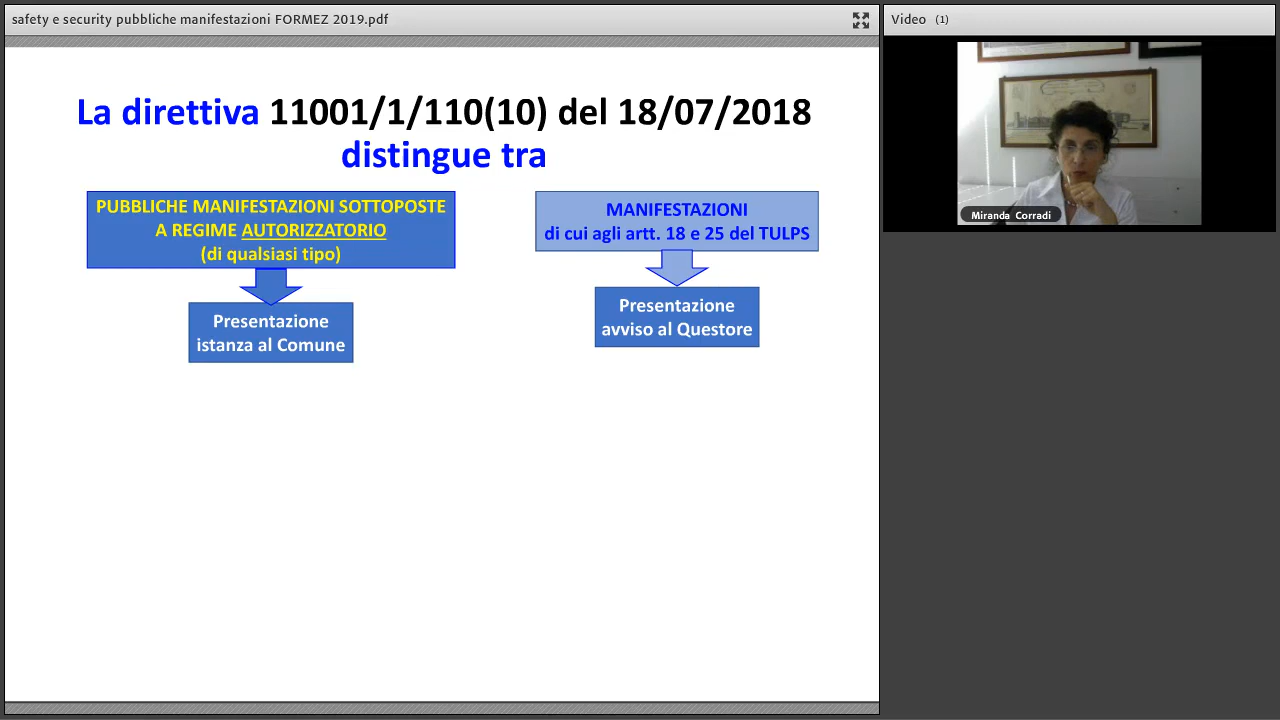 safety e security pubbliche manifestazioni FORMEZ 2019.pdf
Video (1)
La direttiva 11001/1/110(10) del 18/07/2018
distingue tra
PUBBLICHE MANIFESTAZIONI SOTTOPOSTE
A REGIME AUTORIZZATORIO
(di qualsiasi tipo)
Presentazione
istanza al Comune
MANIFESTAZIONI
di cui agli artt. 18 e 25 del TULPS
Presentazione
avviso al Questore
Miranda Corradi